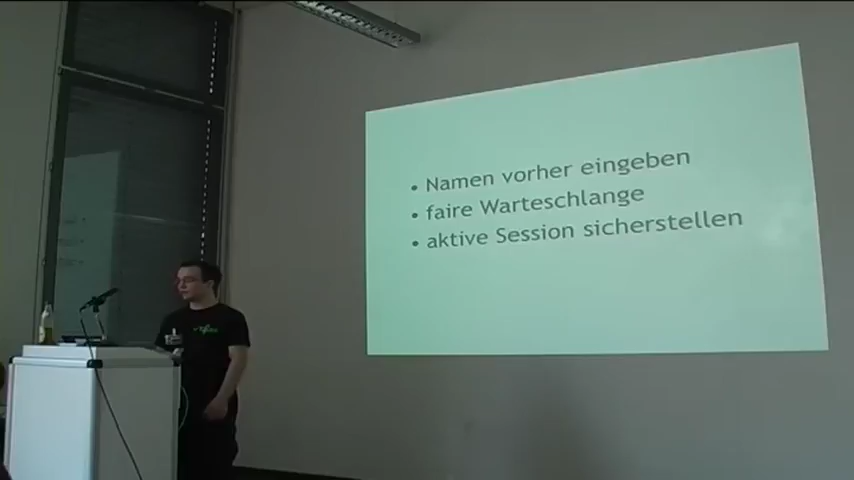 • Namen vorher eingeben
• faire Warteschlange
• aktive Session sicherstellen